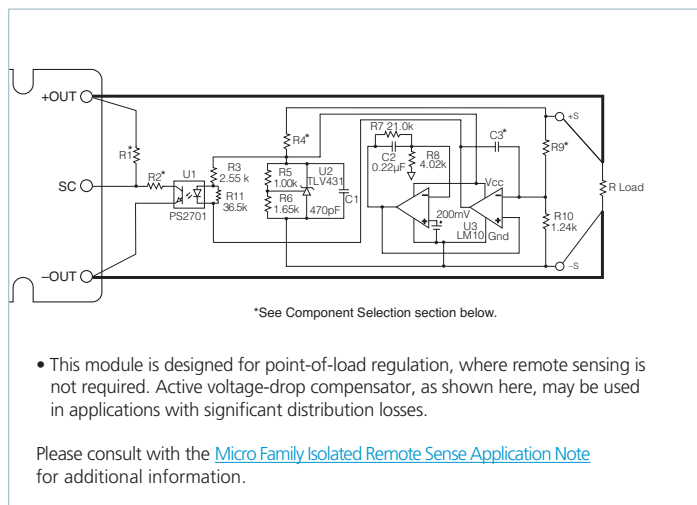 +OUT
+S
R7 21.0k
C3*
R4*
R9*
R1*
C2
0.22µF
R8
4.02k
R2*
U1
R3
2.55 k
R5
1.00k
U2
TLV431
Vcc
SC
R Load
R11
36.5k
R6
1.65k
C1
470pF
PS2701
200mV
U3
LM10
Gnd
R10
1.24k
–OUT
–S
*See Component Selection section below.
• This module is designed for point-of-load regulation, where remote sensing is
not required. Active voltage-drop compensator, as shown here, may be used
in applications with significant distribution losses.
Please consult with the Micro Family Isolated Remote Sense Application Note
for additional information.